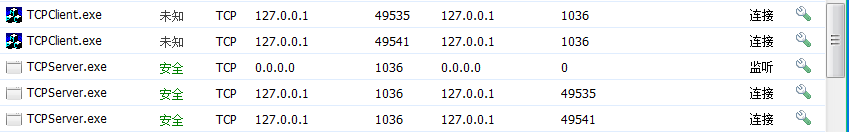 TCPClient.exe 未知 TCP 127.0.0.1 49535 127.0.0.1 1036 连接
TCPClient.exe 未知 TCP 127.0.0.1 49541 127.0.0.1 1036 连接
TCPServer.exe 安全 TCP 0.0.0.0 1036 0.0.0.0 0 监听
TCPServer.exe 安全 TCP 127.0.0.1 1036 127.0.0.1 49535 连接
TCPServer.exe 安全 TCP 127.0.0.1 1036 127.0.0.1 49541 连接